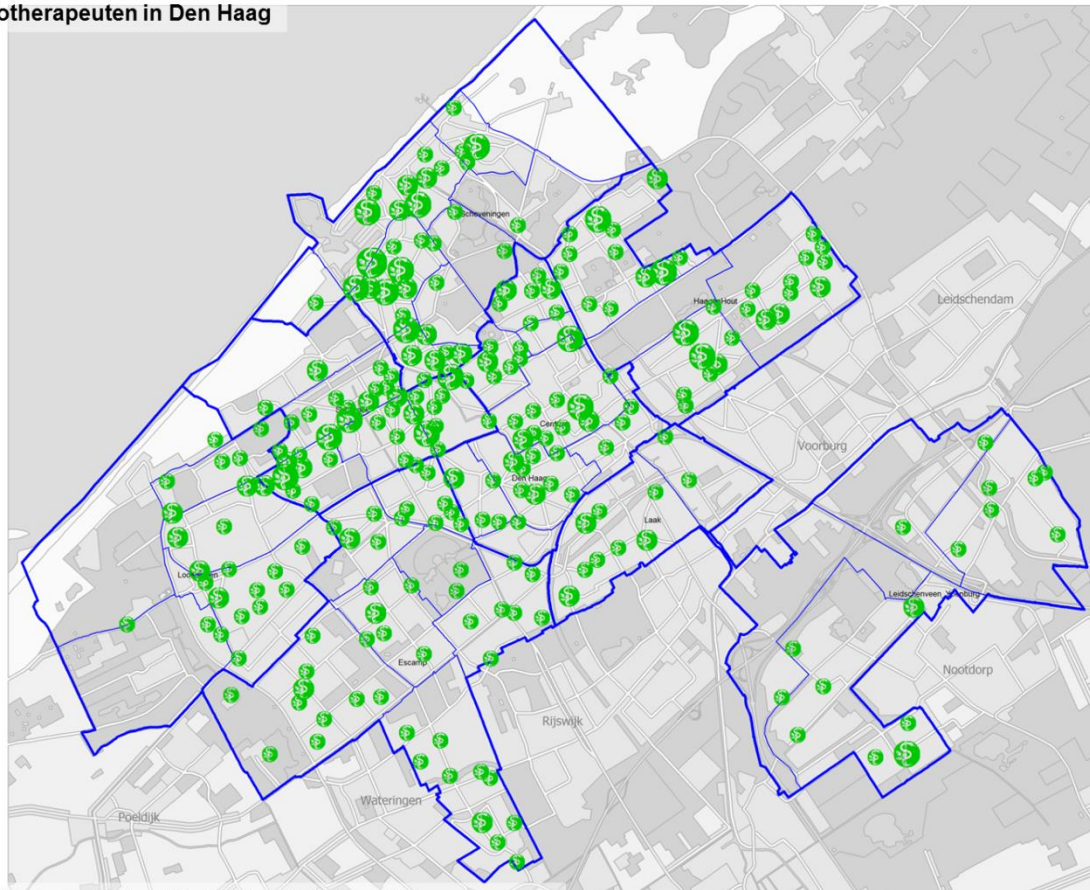 otherapeuten in Den Haag
Scheveningen
Leidschendam
Haagse Hout
Voorburg
Centrum
Den Haag
Laak
Loosduinen
Leidschenveen Ypenburg
Nootdorp
Escamp
Rijswijk
Wateringen
Poeldijk